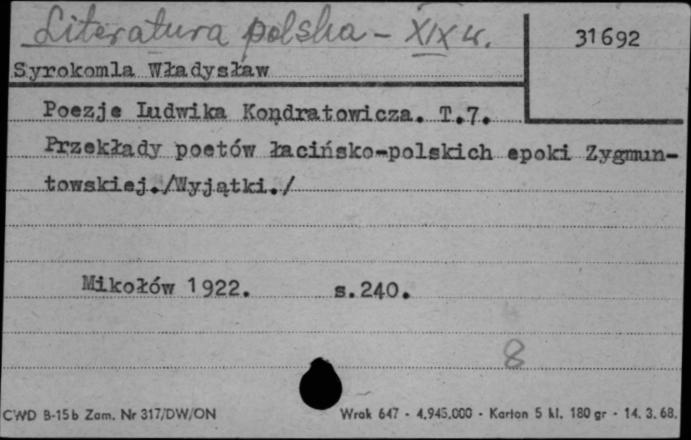 Literatura polska - XIX w.
31692
Syrokomla Władysław
Poezje Ludwika Kondratowicza. T.7.
Przekłady poetów łacińsko-polskich epoki Zygmun-
towskiej./Wyjątki./
Mikołów 1922. s.240.
8
CWD B-15b Zam. Nr 317/DW/ON
Wrak 647 - 4.945.000 - Karton 5 kl. 180 gr - 14. 3. 68.